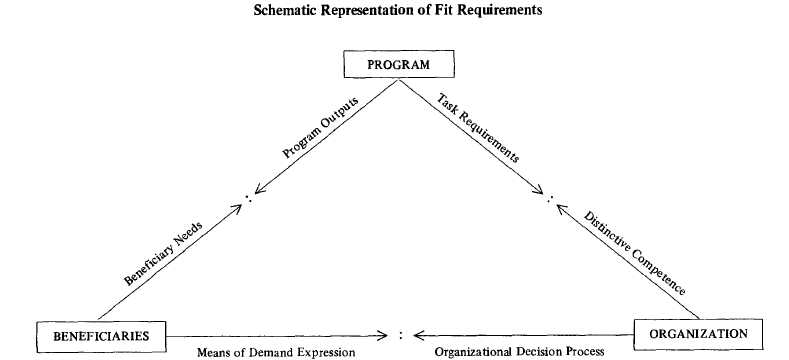 Schematic Representation of Fit Requirements
PROGRAM
Program Outputs
Task Requirements
:
:
Beneficiary Needs
Distinctive Competence
BENEFICIARIES
:
ORGANIZATION
Means of Demand Expression
Organizational Decision Process